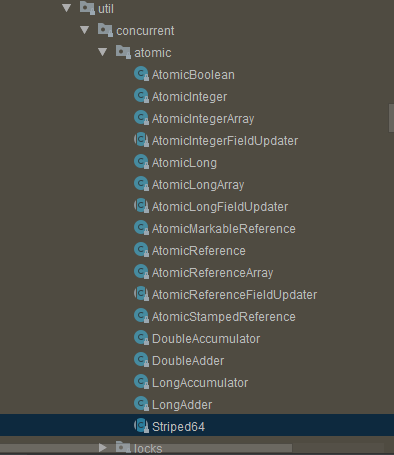 util
concurrent
atomic
AtomicBoolean
AtomicInteger
AtomicIntegerArray
AtomicIntegerFieldUpdater
AtomicLong
AtomicLongArray
AtomicLongFieldUpdater
AtomicMarkableReference
AtomicReference
AtomicReferenceArray
AtomicReferenceFieldUpdater
AtomicStampedReference
DoubleAccumulator
DoubleAdder
LongAccumulator
LongAdder
Striped64
locks